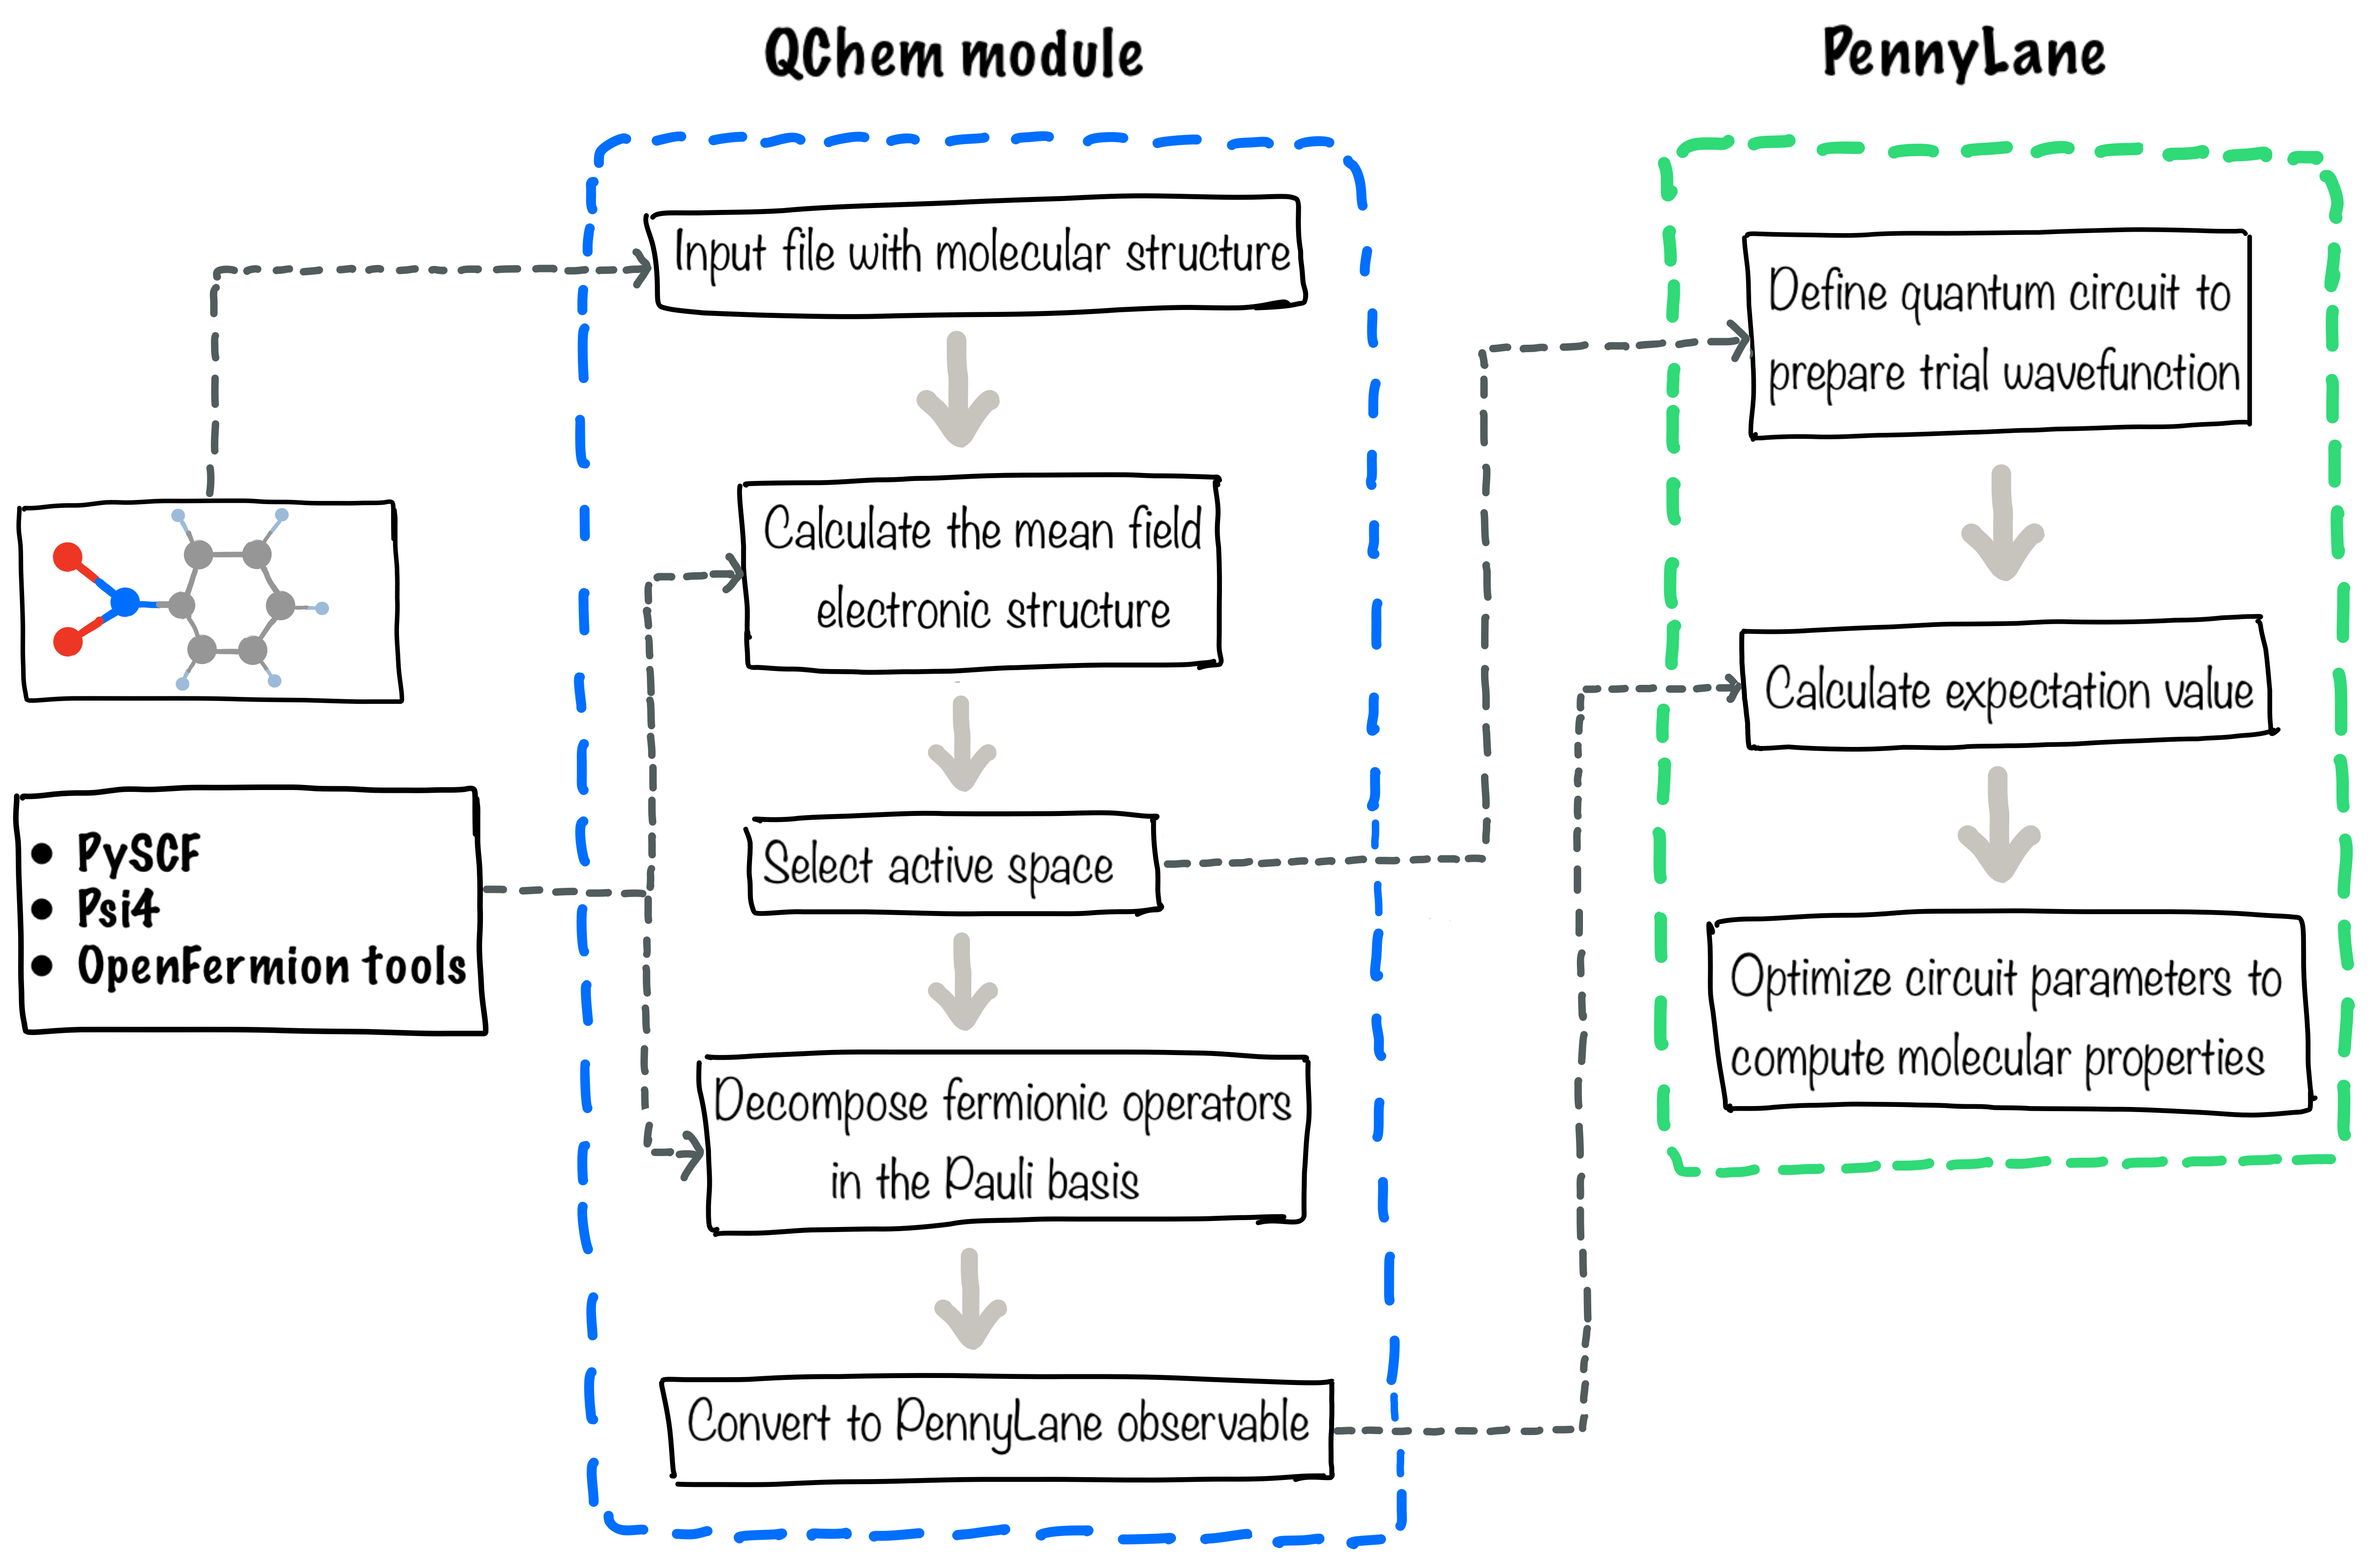 QChem module
PennyLane
Input file with molecular structure
Calculate the mean field
electronic structure
Select active space
Decompose fermionic operators
in the Pauli basis
Convert to PennyLane observable
• PySCF
• Psi4
• OpenFermion tools
Define quantum circuit to
prepare trial wavefunction
Calculate expectation value
Optimize circuit parameters to
compute molecular properties